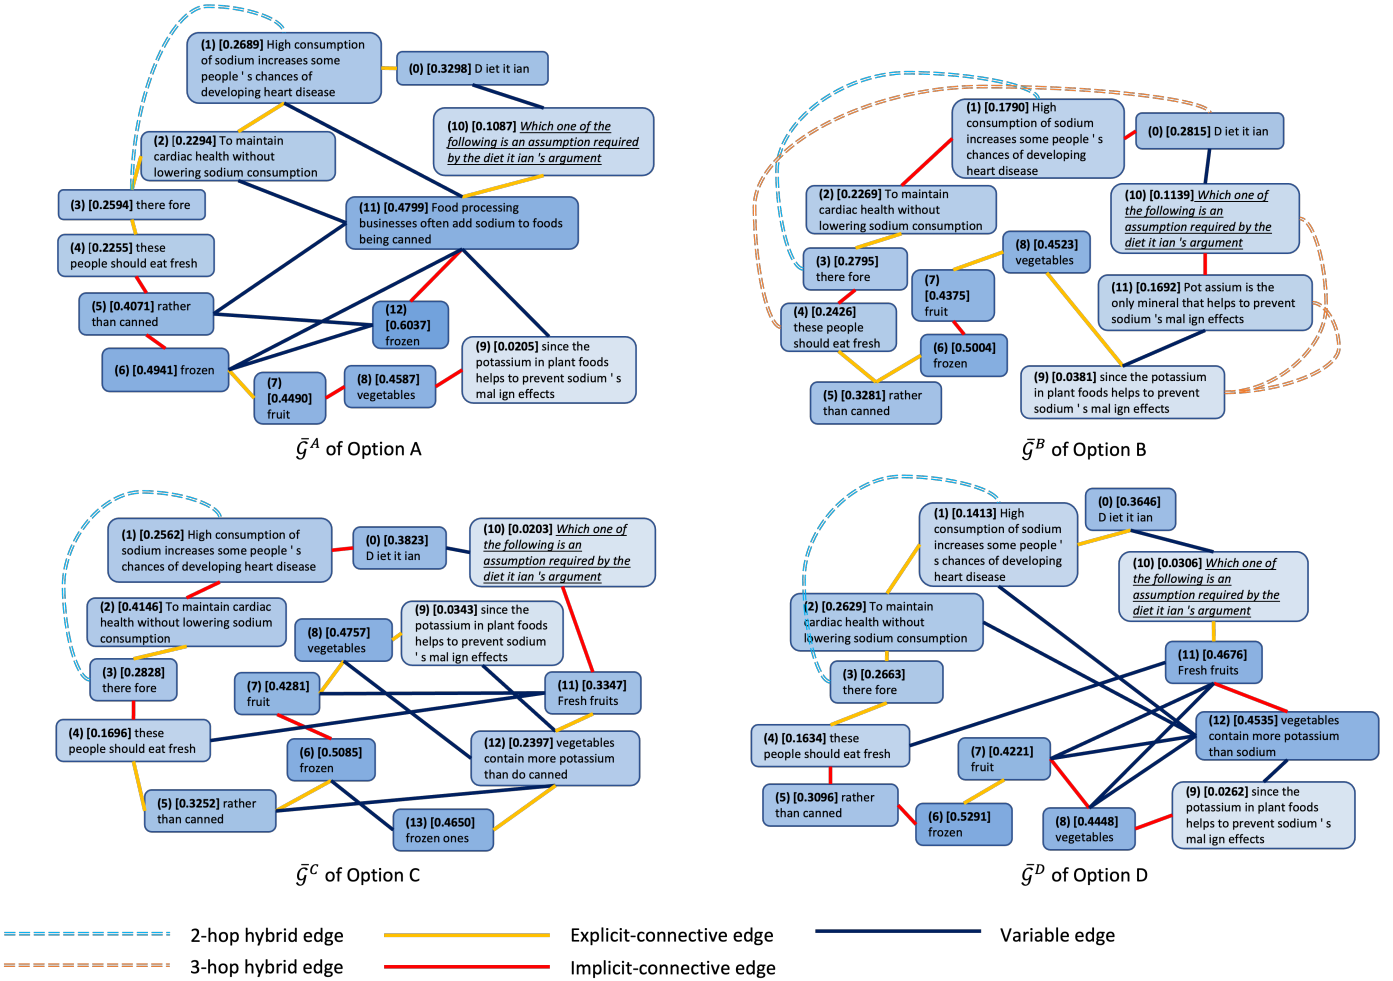 (1) [0.2689] High consumption
of sodium increases some
people ' s chances of
developing heart disease
(0) [0.3298] D iet it ian
(10) [0.1087] Which one of the
following is an assumption required
by the diet it ian 's argument
(2) [0.2294] To maintain
cardiac health without
lowering sodium consumption
(3) [0.2594] there fore
(11) [0.4799] Food processing
businesses often add sodium to foods
being canned
(4) [0.2255] these
people should eat fresh
(5) [0.4071] rather
than canned
(12)
[0.6037]
frozen
(6) [0.4941] frozen
(7)
[0.4490]
fruit
(8) [0.4587]
vegetables
(9) [0.0205] since the
potassium in plant foods
helps to prevent sodium ' s
mal ign effects
𝒢̄ᴬ of Option A
(1) [0.1790] High
consumption of sodium
increases some people ' s
chances of developing
heart disease
(0) [0.2815] D iet it ian
(2) [0.2269] To maintain
cardiac health without
lowering sodium consumption
(10) [0.1139] Which one of
the following is an
assumption required by the
diet it ian 's argument
(8) [0.4523]
vegetables
(3) [0.2795]
there fore
(7)
[0.4375]
fruit
(11) [0.1692] Pot assium is the
only mineral that helps to prevent
sodium 's mal ign effects
(4) [0.2426]
these people
should eat fresh
(6) [0.5004]
frozen
(5) [0.3281] rather
than canned
(9) [0.0381] since the potassium
in plant foods helps to prevent
sodium ' s mal ign effects
𝒢̄ᴮ of Option B
(1) [0.2562] High consumption of
sodium increases some people ' s
chances of developing heart disease
(0) [0.3823]
D iet it ian
(10) [0.0203] Which one of
the following is an
assumption required by the
diet it ian 's argument
(2) [0.4146] To maintain cardiac
health without lowering sodium
consumption
(9) [0.0343] since the
potassium in plant foods
helps to prevent sodium
' s mal ign effects
(8) [0.4757]
vegetables
(3) [0.2828]
there fore
(7) [0.4281]
fruit
(11) [0.3347]
Fresh fruits
(4) [0.1696] these
people should eat fresh
(6) [0.5085]
frozen
(12) [0.2397] vegetables
contain more potassium
than do canned
(5) [0.3252] rather
than canned
(13) [0.4650]
frozen ones
𝒢̄ᶜ of Option C
(0) [0.3646]
D iet it ian
(1) [0.1413] High
consumption of sodium
increases some people '
s chances of developing
heart disease
(10) [0.0306] Which one of
the following is an
assumption required by the
diet it ian 's argument
(2) [0.2629] To maintain
cardiac health without
lowering sodium consumption
(3) [0.2663]
there fore
(11) [0.4676]
Fresh fruits
(4) [0.1634] these
people should eat fresh
(7) [0.4221]
fruit
(12) [0.4535] vegetables
contain more potassium
than sodium
(5) [0.3096] rather
than canned
(6) [0.5291]
frozen
(8) [0.4448]
vegetables
(9) [0.0262] since the
potassium in plant foods
helps to prevent sodium ' s
mal ign effects
𝒢̄ᴰ of Option D
2-hop hybrid edge
Explicit-connective edge
Variable edge
3-hop hybrid edge
Implicit-connective edge